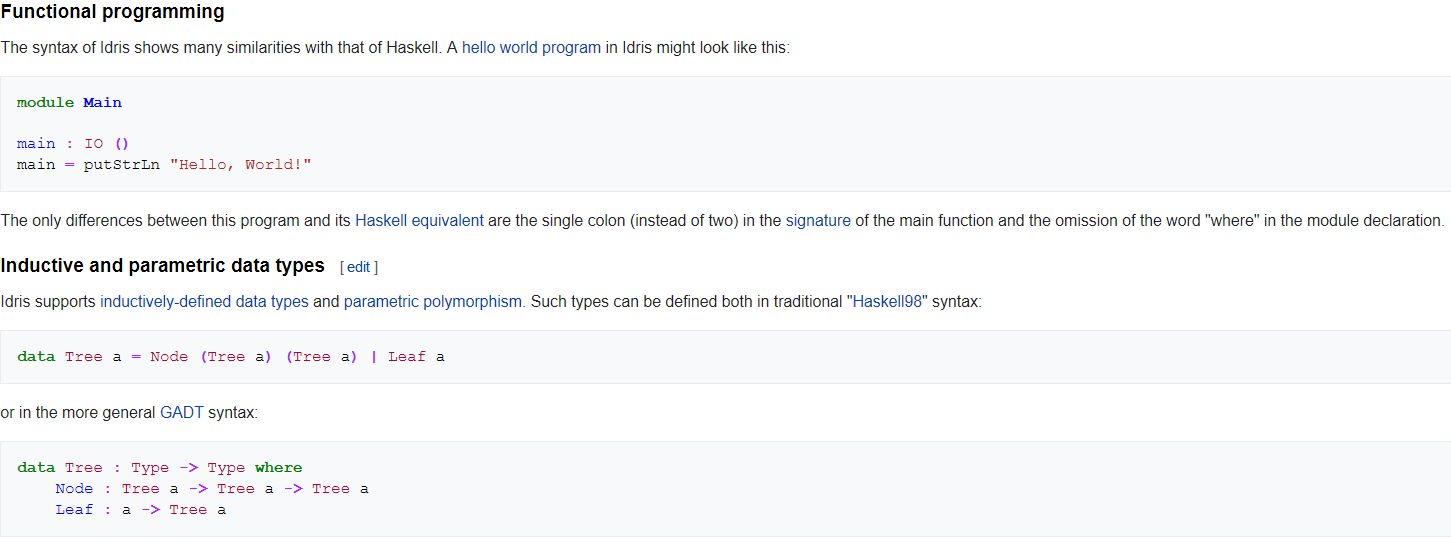 Functional programming
The syntax of Idris shows many similarities with that of Haskell. A hello world program in Idris might look like this:
module Main
main : IO ()
main = putStrLn "Hello, World!"
The only differences between this program and its Haskell equivalent are the single colon (instead of two) in the signature of the main function and the omission of the word "where" in the module declaration.
Inductive and parametric data types [ edit ]
Idris supports inductively-defined data types and parametric polymorphism. Such types can be defined both in traditional "Haskell98" syntax:
data Tree a = Node (Tree a) (Tree a) | Leaf a
or in the more general GADT syntax:
data Tree : Type -> Type where
    Node : Tree a -> Tree a -> Tree a
    Leaf : a -> Tree a